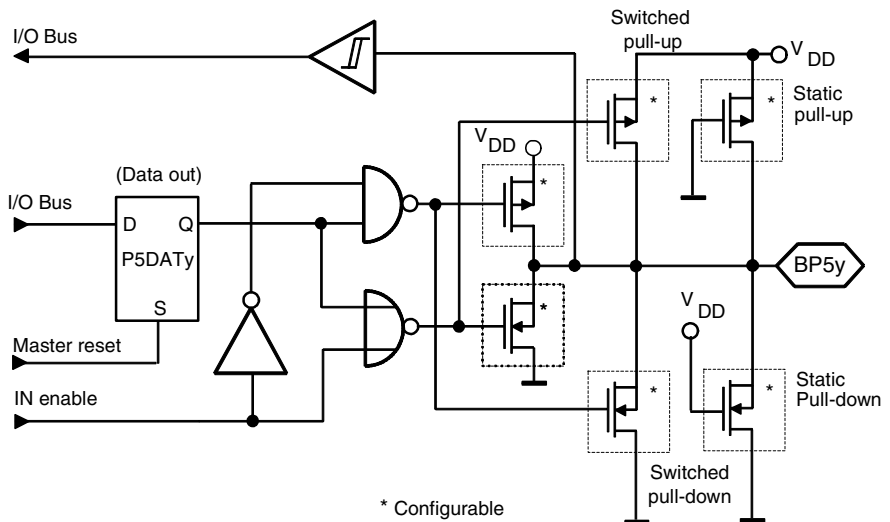 I/O Bus
Switched
pull-up
V DD
*
*
Static
pull-up
V DD
*
(Data out)
I/O Bus
D
Q
P5DATy
S
BP5y
*
V DD
Master reset
IN enable
*
*
Static
Pull-down
Switched
pull-down
* Configurable